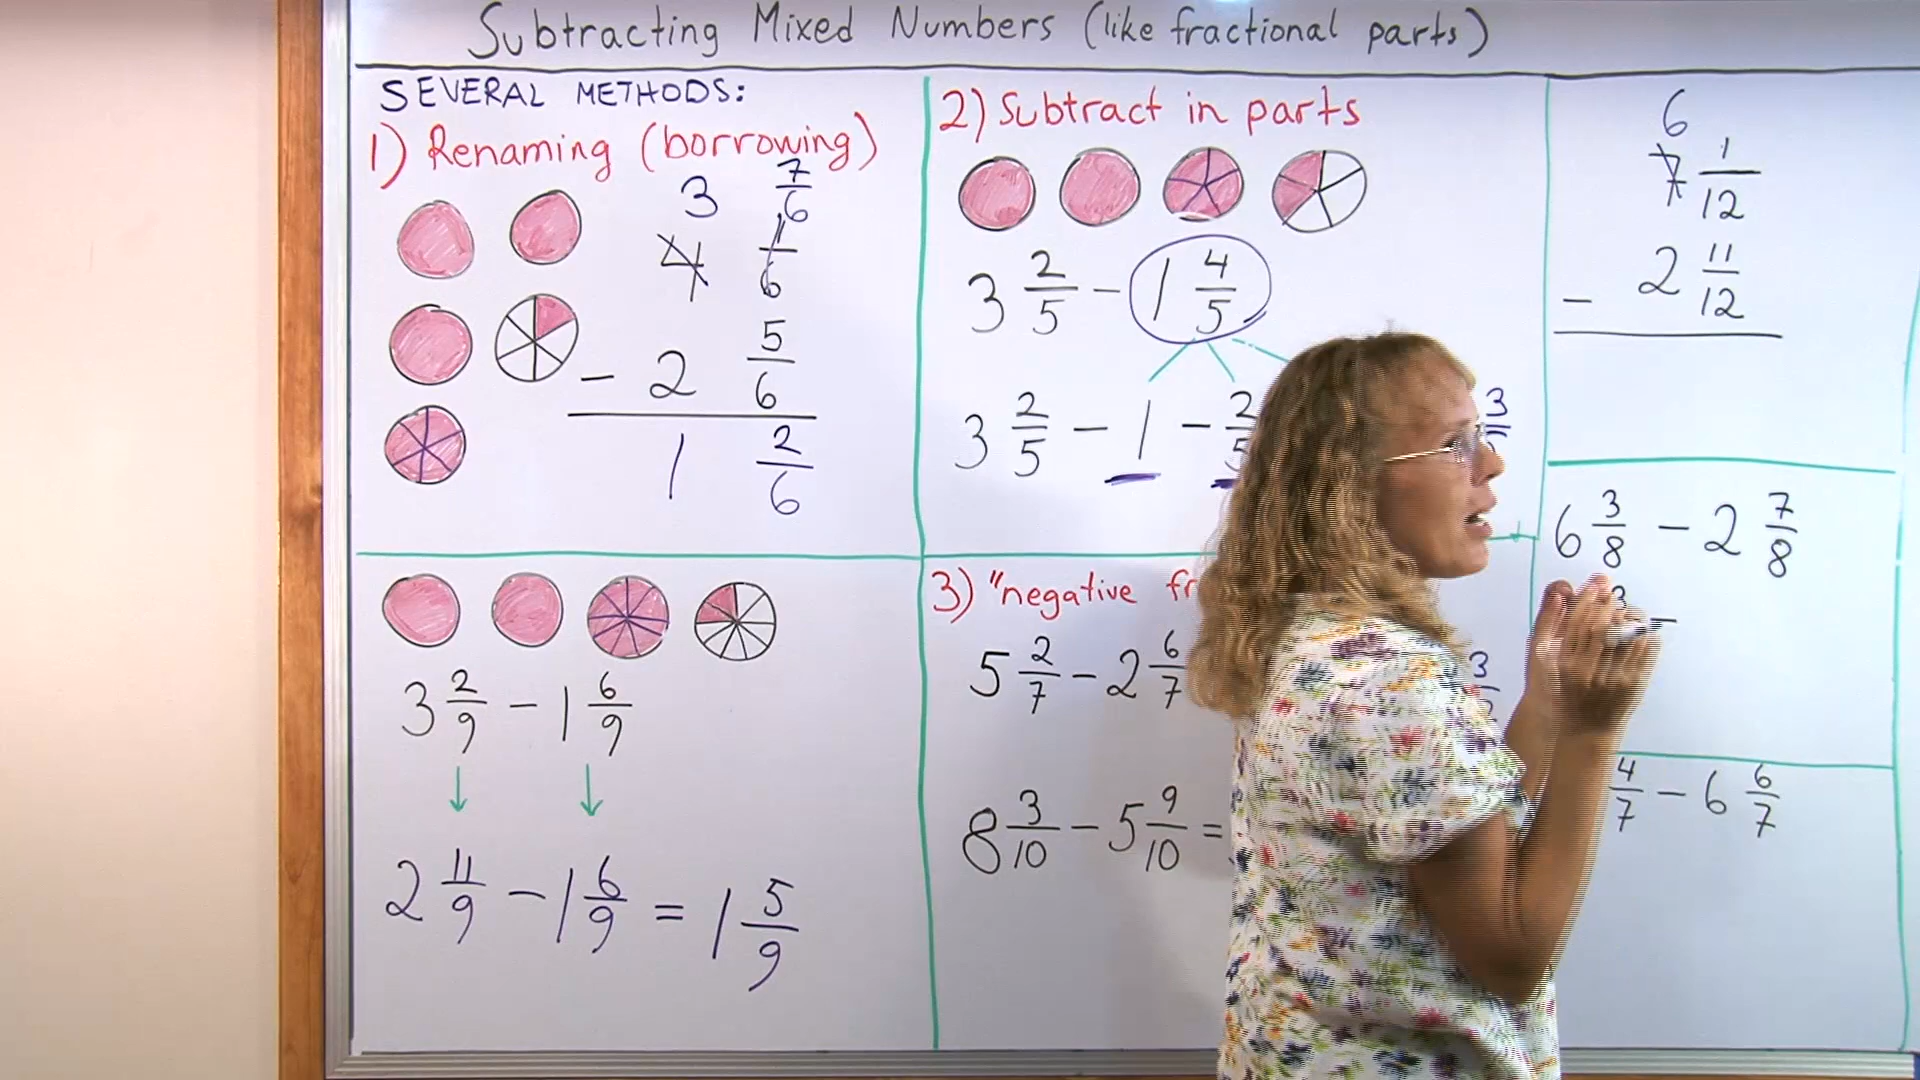 Subtracting Mixed Numbers (like fractional parts)
SEVERAL METHODS:
1) Renaming (borrowing)
3 7/6
4 1/6
- 2 5/6
1 2/6
3 2/9 - 1 6/9
2 11/9 - 1 6/9 = 1 5/9
2) Subtract in parts
3 2/5 - 1 4/5
3 2/5 - 1 - 2/5
3
3) "negative
5 2/7 - 2 6/7
3
8 3/10 - 5 9/10 =
6
7 1/12
- 2 11/12
6 3/8 - 2 7/8
3 -
4/7 - 6 6/7